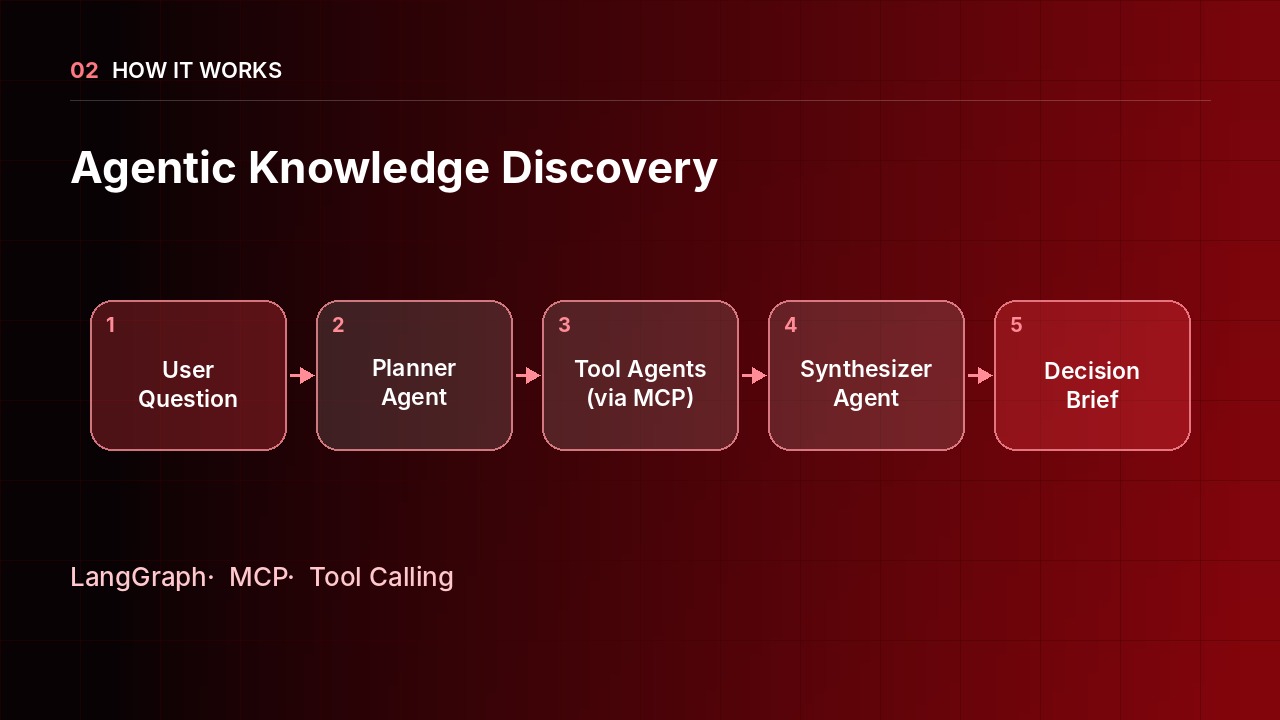 02 HOW IT WORKS
Agentic Knowledge Discovery
1
User
Question
2
Planner
Agent
3
Tool Agents
(via MCP)
4
Synthesizer
Agent
5
Decision
Brief
LangGraph· MCP· Tool Calling